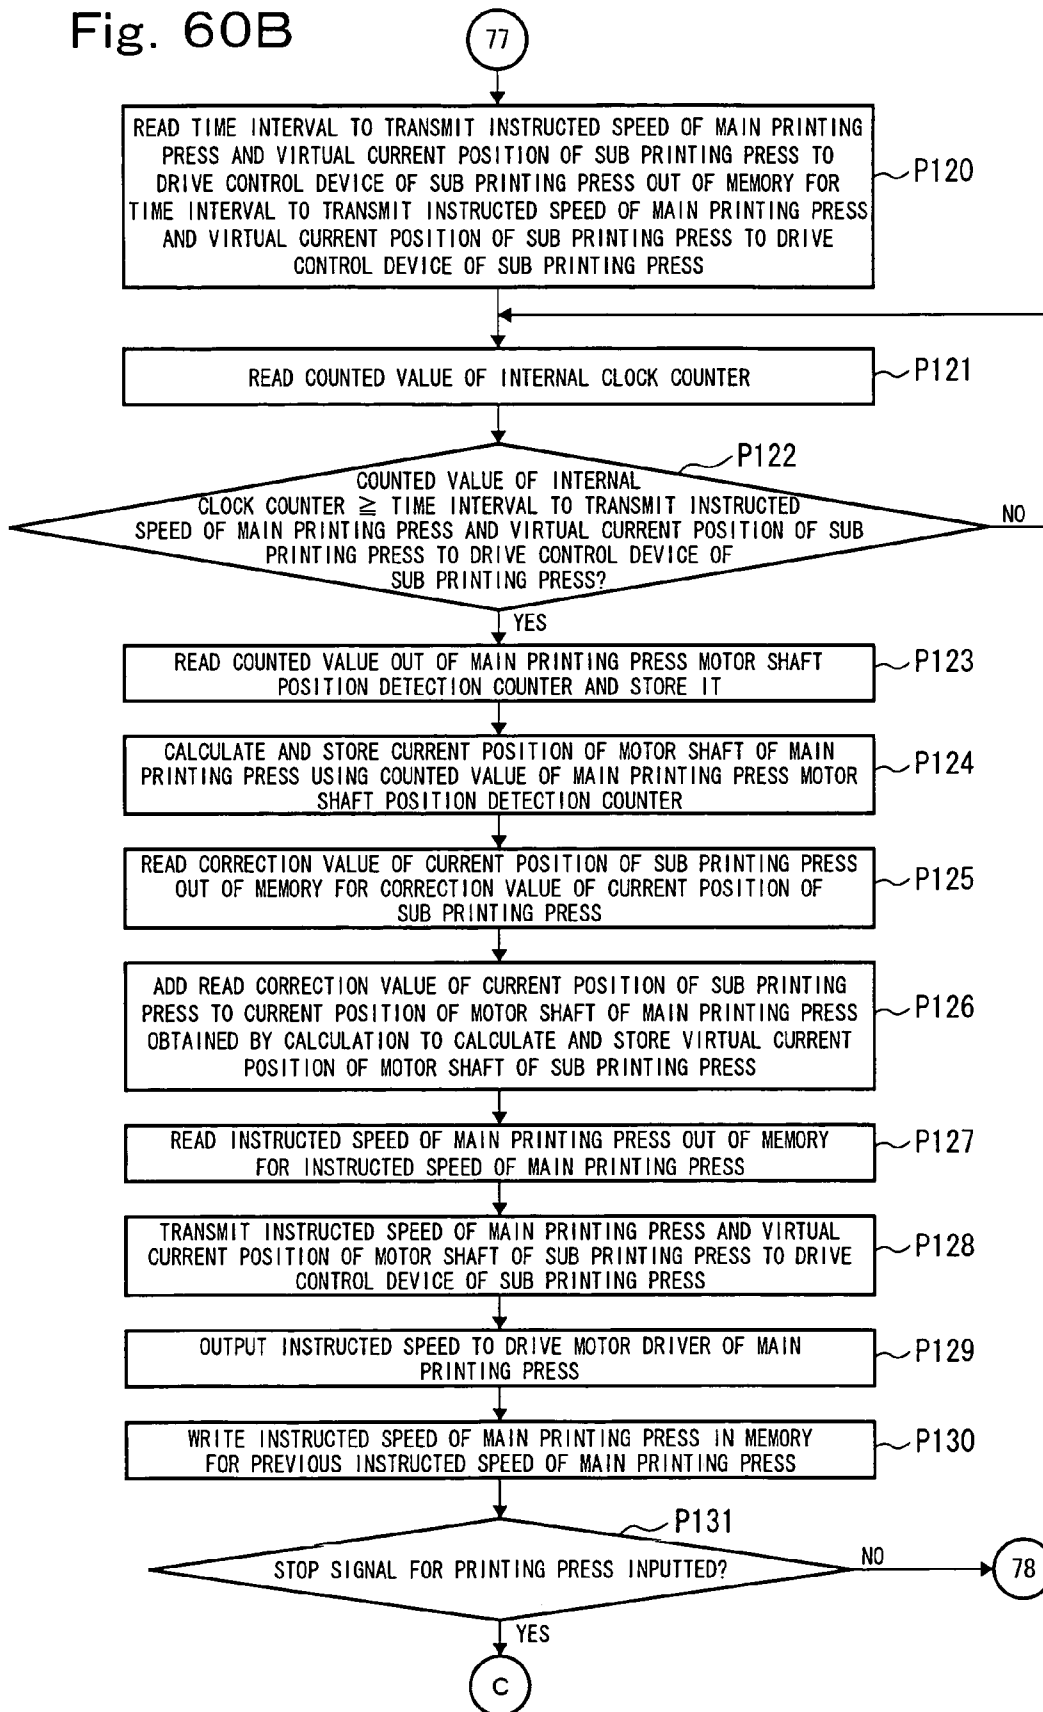 Fig. 60B
77
READ TIME INTERVAL TO TRANSMIT INSTRUCTED SPEED OF MAIN PRINTING
PRESS AND VIRTUAL CURRENT POSITION OF SUB PRINTING PRESS TO
DRIVE CONTROL DEVICE OF SUB PRINTING PRESS OUT OF MEMORY FOR
TIME INTERVAL TO TRANSMIT INSTRUCTED SPEED OF MAIN PRINTING PRESS
AND VIRTUAL CURRENT POSITION OF SUB PRINTING PRESS TO DRIVE
CONTROL DEVICE OF SUB PRINTING PRESS
P120
READ COUNTED VALUE OF INTERNAL CLOCK COUNTER
P121
P122
COUNTED VALUE OF INTERNAL
CLOCK COUNTER ≧ TIME INTERVAL TO TRANSMIT INSTRUCTED
SPEED OF MAIN PRINTING PRESS AND VIRTUAL CURRENT POSITION OF SUB
PRINTING PRESS TO DRIVE CONTROL DEVICE OF
SUB PRINTING PRESS?
NO
YES
READ COUNTED VALUE OUT OF MAIN PRINTING PRESS MOTOR SHAFT
POSITION DETECTION COUNTER AND STORE IT
P123
CALCULATE AND STORE CURRENT POSITION OF MOTOR SHAFT OF MAIN
PRINTING PRESS USING COUNTED VALUE OF MAIN PRINTING PRESS MOTOR
SHAFT POSITION DETECTION COUNTER
P124
READ CORRECTION VALUE OF CURRENT POSITION OF SUB PRINTING PRESS
OUT OF MEMORY FOR CORRECTION VALUE OF CURRENT POSITION OF
SUB PRINTING PRESS
P125
ADD READ CORRECTION VALUE OF CURRENT POSITION OF SUB PRINTING
PRESS TO CURRENT POSITION OF MOTOR SHAFT OF MAIN PRINTING PRESS
OBTAINED BY CALCULATION TO CALCULATE AND STORE VIRTUAL CURRENT
POSITION OF MOTOR SHAFT OF SUB PRINTING PRESS
P126
READ INSTRUCTED SPEED OF MAIN PRINTING PRESS OUT OF MEMORY
FOR INSTRUCTED SPEED OF MAIN PRINTING PRESS
P127
TRANSMIT INSTRUCTED SPEED OF MAIN PRINTING PRESS AND VIRTUAL
CURRENT POSITION OF MOTOR SHAFT OF SUB PRINTING PRESS TO DRIVE
CONTROL DEVICE OF SUB PRINTING PRESS
P128
OUTPUT INSTRUCTED SPEED TO DRIVE MOTOR DRIVER OF MAIN
PRINTING PRESS
P129
WRITE INSTRUCTED SPEED OF MAIN PRINTING PRESS IN MEMORY
FOR PREVIOUS INSTRUCTED SPEED OF MAIN PRINTING PRESS
P130
P131
STOP SIGNAL FOR PRINTING PRESS INPUTTED?
NO
78
YES
C